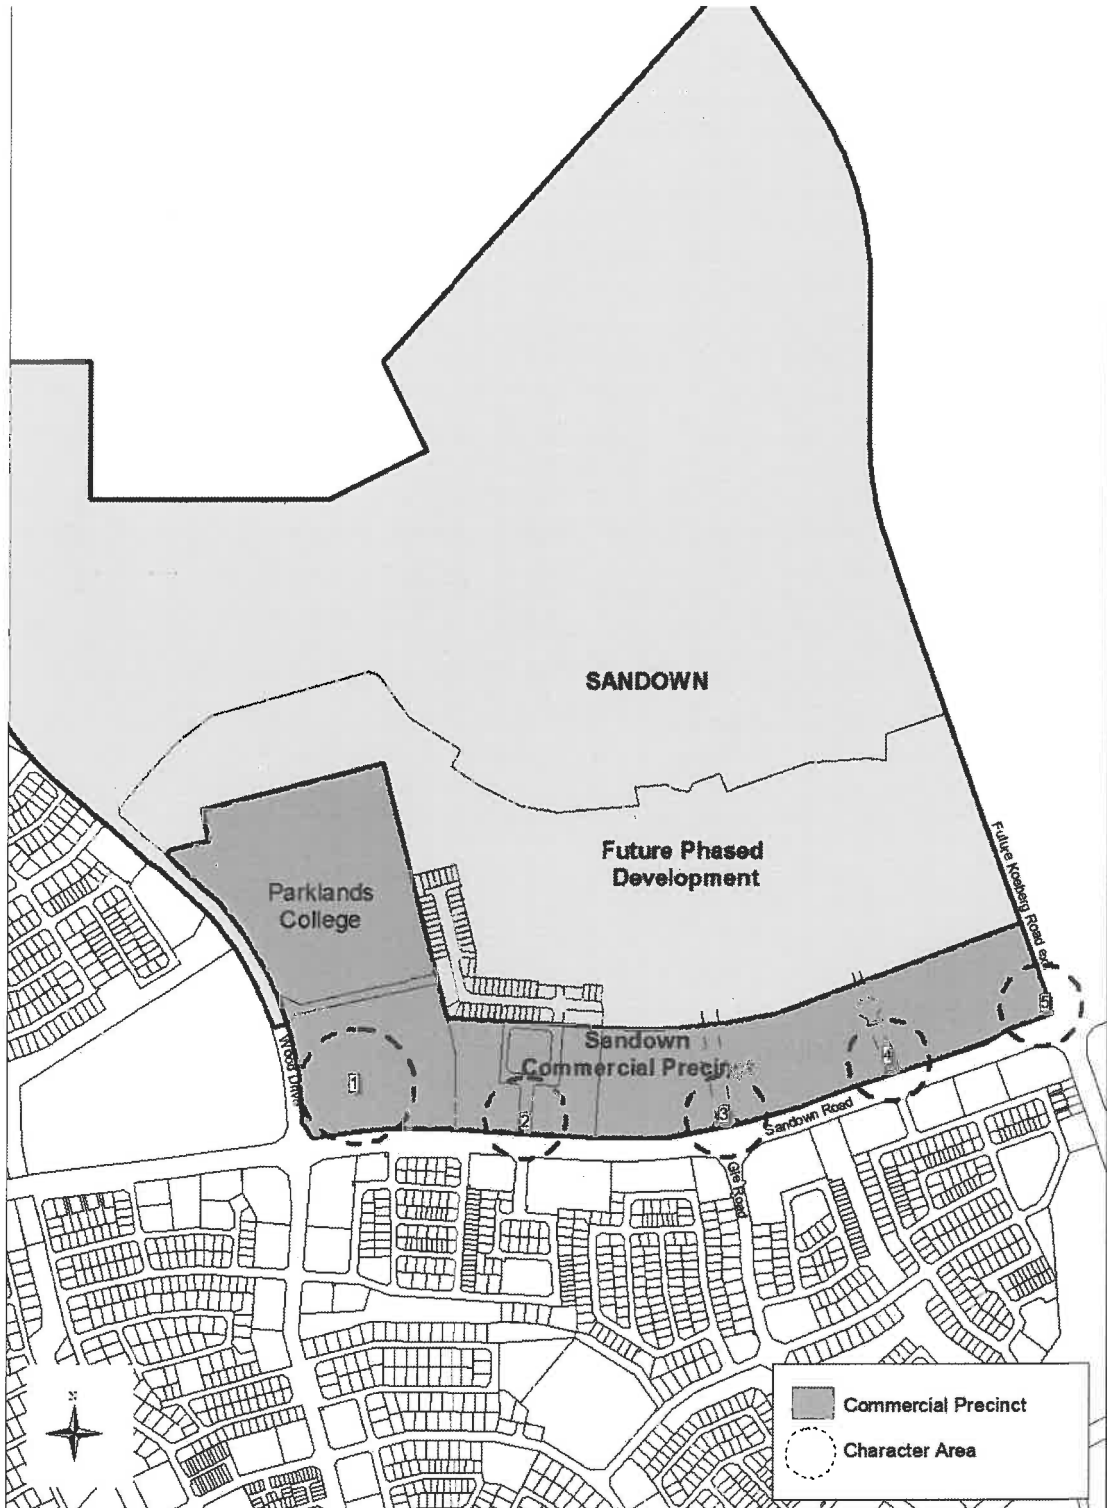 SANDOWN
Future Phased
Development
Future Koeberg Road ext
Parklands
College
Sandown
Commercial Precinct
Wood Drive
1
2
3
4
5
Sandown Road
Gie Road
N
Commercial Precinct
Character Area